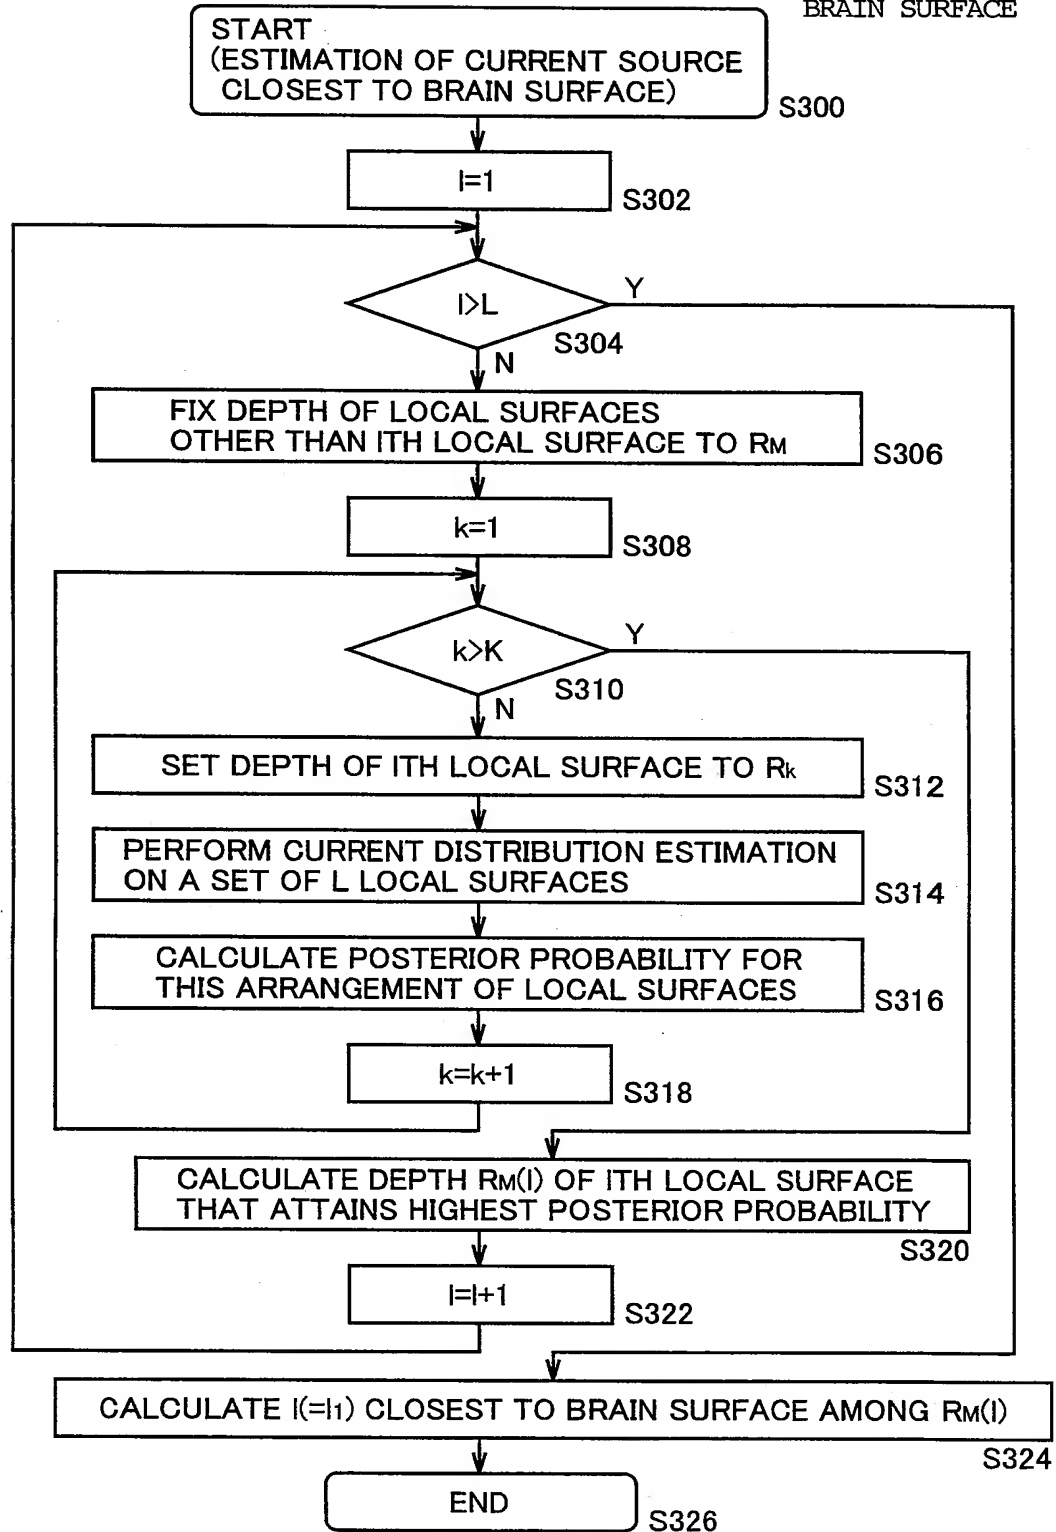 BRAIN SURFACE
START
(ESTIMATION OF CURRENT SOURCE
CLOSEST TO BRAIN SURFACE)
S300
l=1
S302
l>L
Y
S304
N
FIX DEPTH OF LOCAL SURFACES
OTHER THAN lTH LOCAL SURFACE TO RM
S306
k=1
S308
k>K
Y
S310
N
SET DEPTH OF lTH LOCAL SURFACE TO Rk
S312
PERFORM CURRENT DISTRIBUTION ESTIMATION
ON A SET OF L LOCAL SURFACES
S314
CALCULATE POSTERIOR PROBABILITY FOR
THIS ARRANGEMENT OF LOCAL SURFACES
S316
k=k+1
S318
CALCULATE DEPTH RM(l) OF lTH LOCAL SURFACE
THAT ATTAINS HIGHEST POSTERIOR PROBABILITY
S320
l=l+1
S322
CALCULATE l(=l1) CLOSEST TO BRAIN SURFACE AMONG RM(l)
S324
END
S326